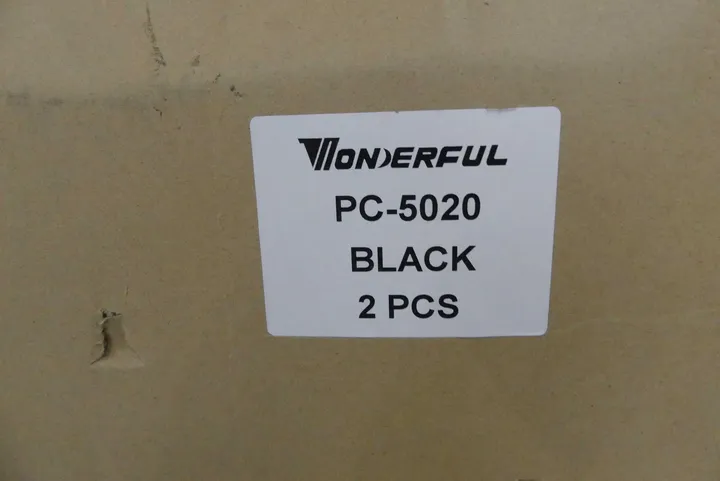 WONDERFUL
PC-5020
BLACK
2 PCS